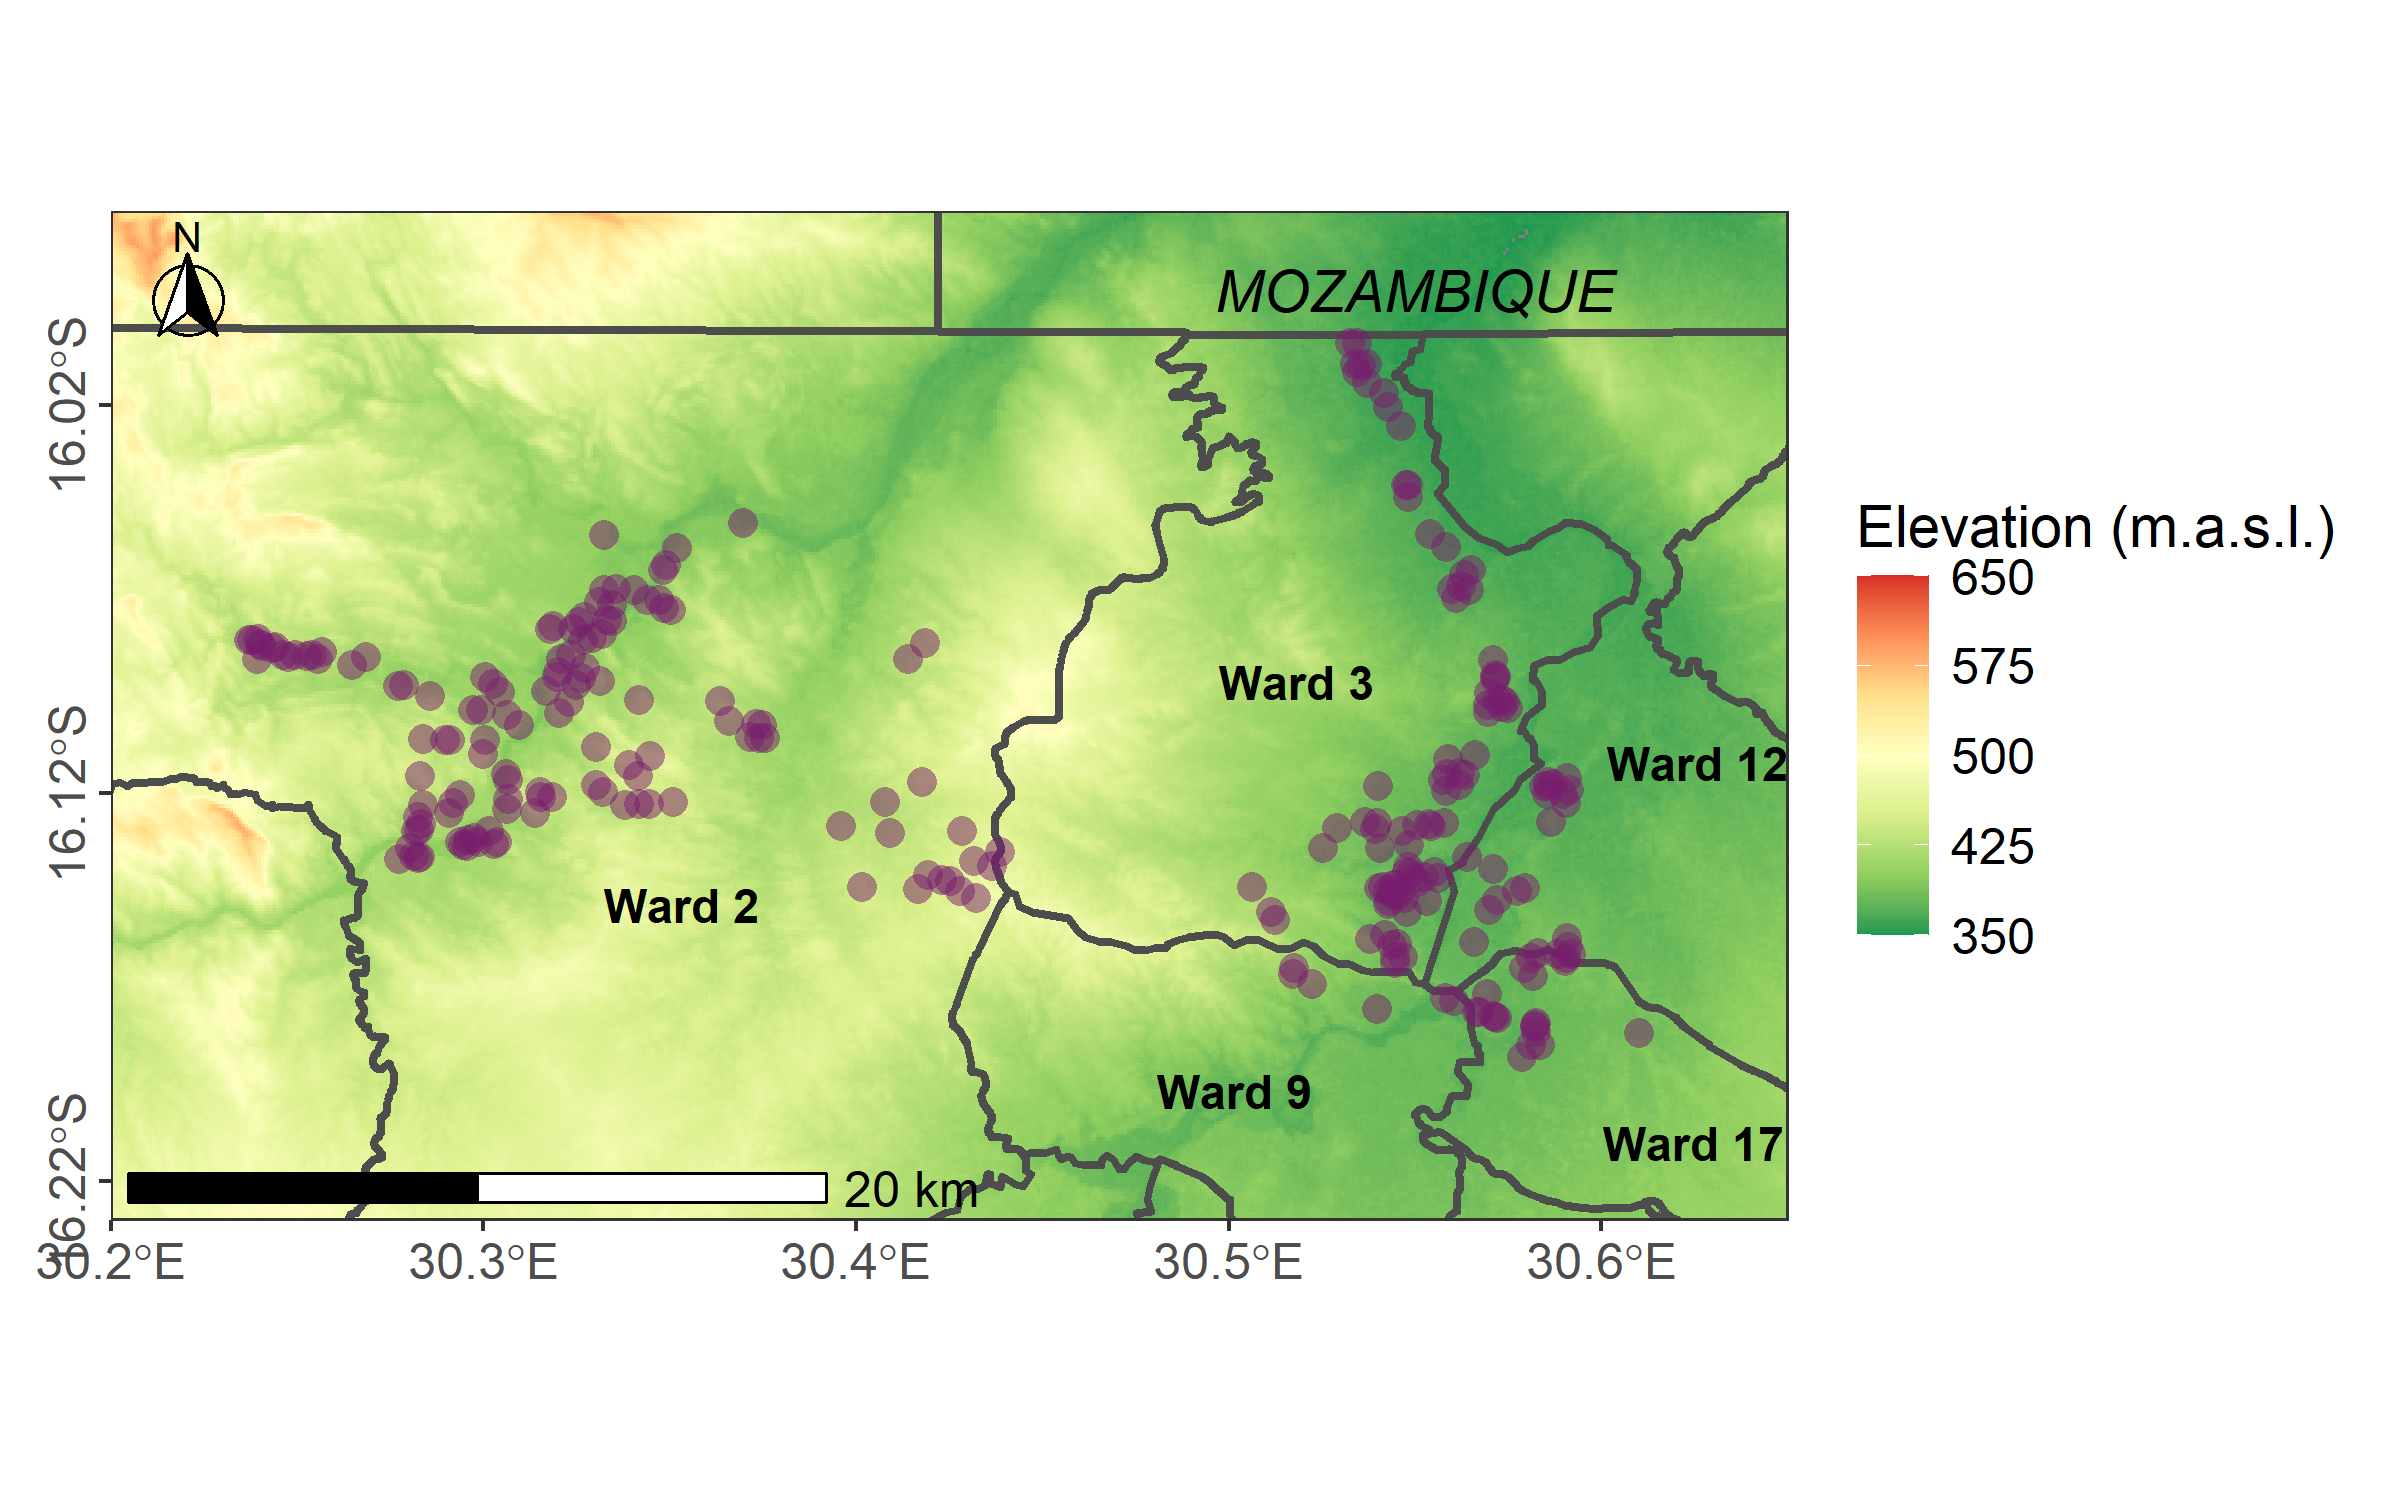 N
MOZAMBIQUE
16.02°S
16.12°S
16.22°S
Ward 3
Ward 12
Ward 2
Ward 9
Ward 17
20 km
30.2°E
30.3°E
30.4°E
30.5°E
30.6°E
Elevation (m.a.s.l.)
650
575
500
425
350